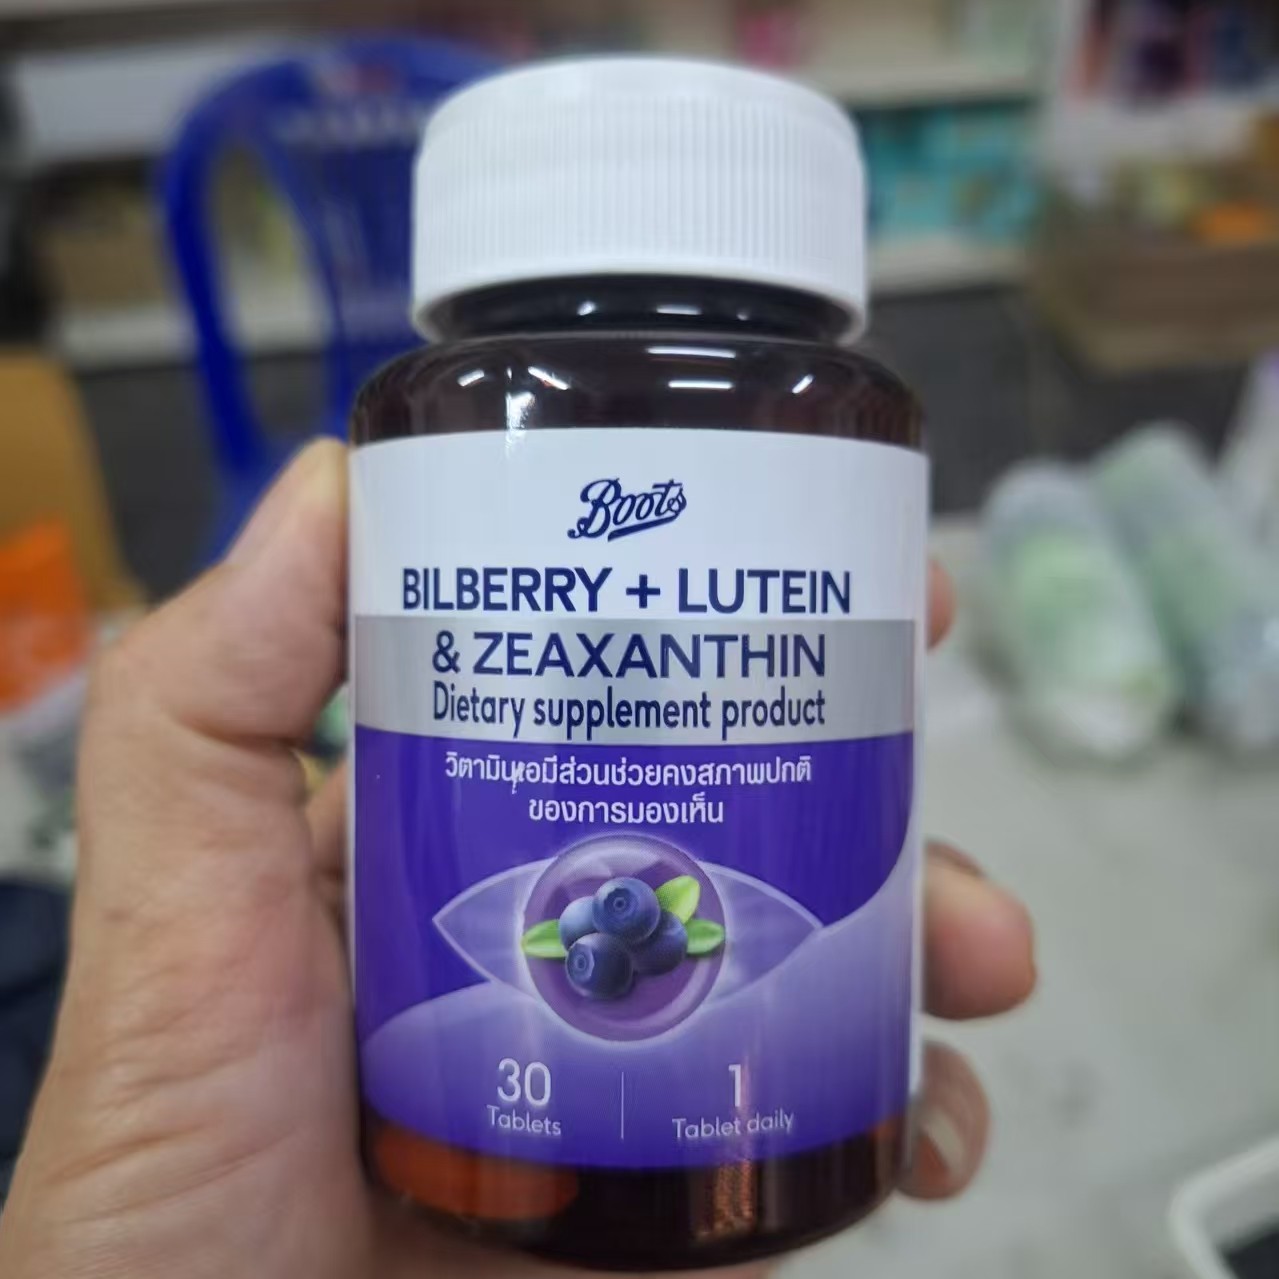 Boots
BILBERRY + LUTEIN
& ZEAXANTHIN
Dietary supplement product
วิตามินเอมีส่วนช่วยคงสภาพปกติ
ของการมองเห็น
30
Tablets
1
Tablet daily